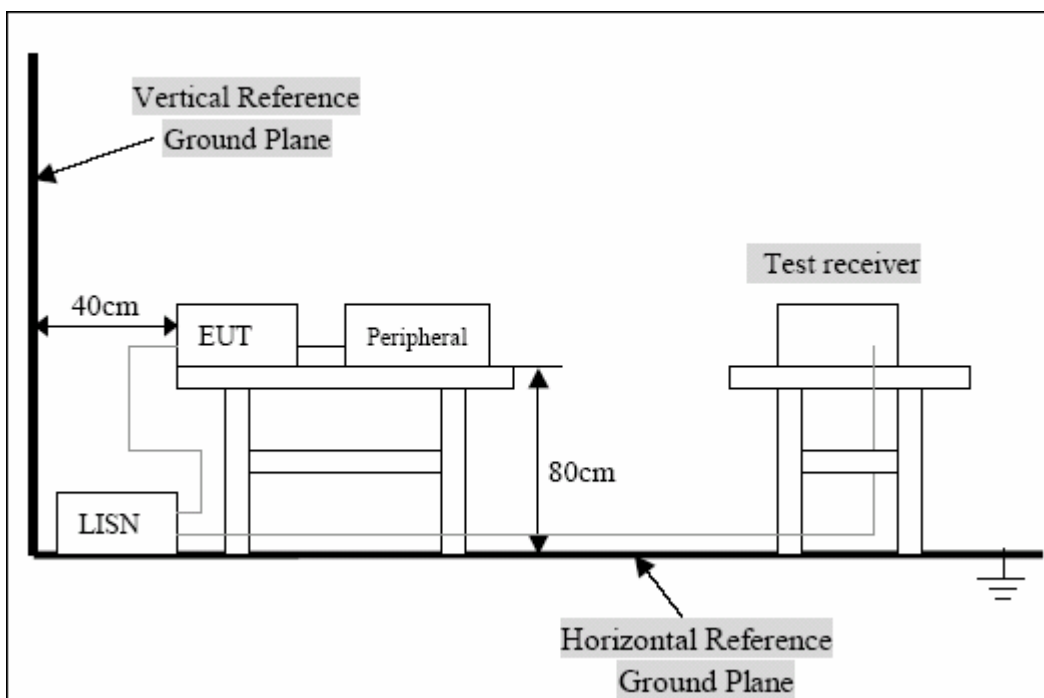 Vertical Reference
Ground Plane
Test receiver
40cm
EUT
Peripheral
80cm
LISN
Horizontal Reference
Ground Plane